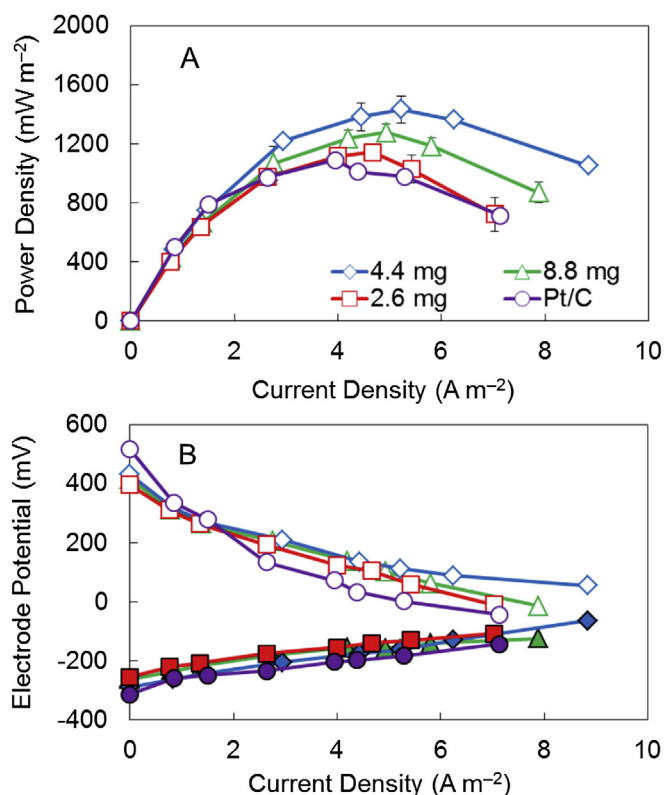 A
Power Density (mW m⁻²)
2000
1600
1200
800
400
0
4.4 mg
8.8 mg
2.6 mg
Pt/C
0 2 4 6 8 10
Current Density (A m⁻²)
B
Electrode Potential (mV)
600
400
200
0
-200
-400
0 2 4 6 8 10
Current Density (A m⁻²)